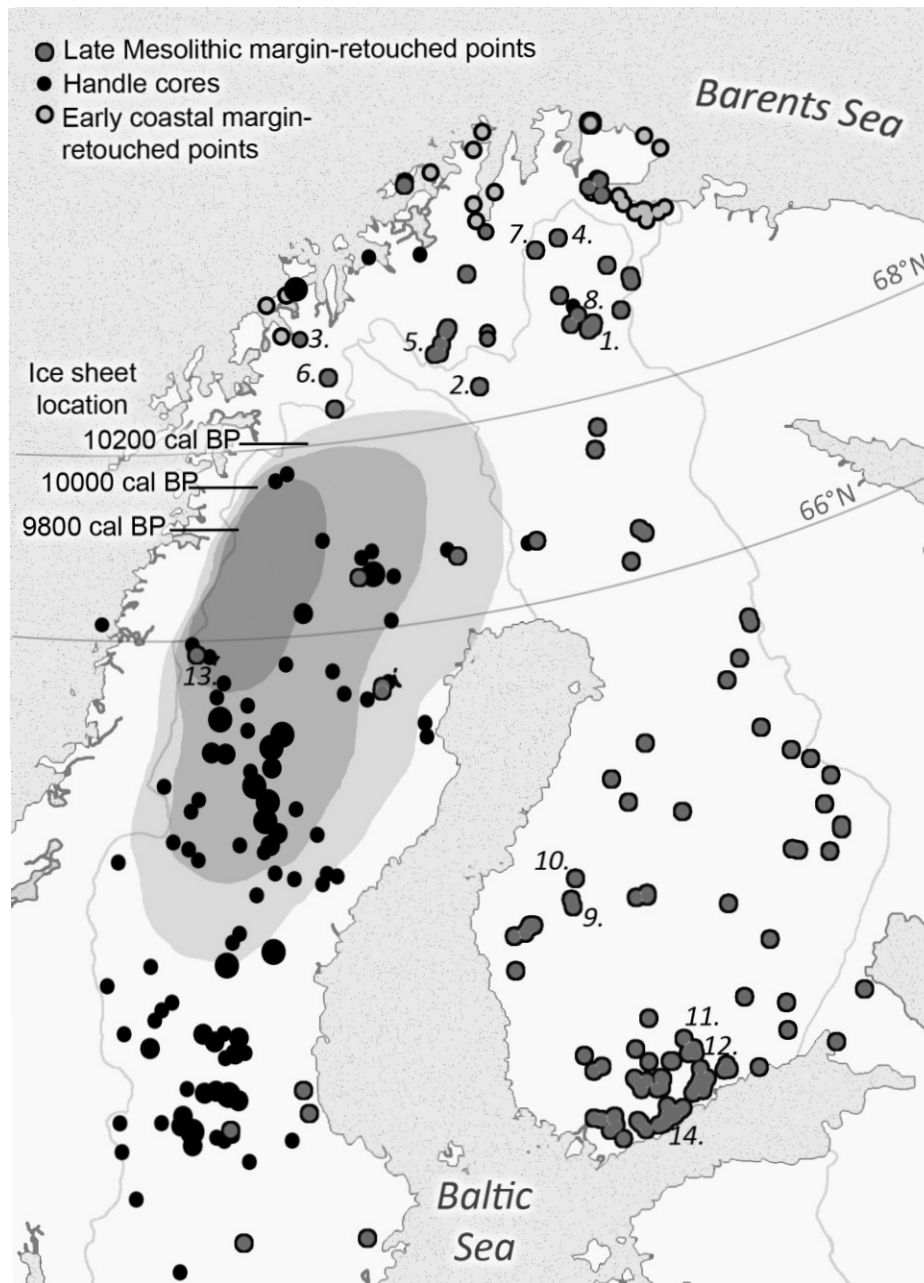 Late Mesolithic margin-retouched points
Handle cores
Early coastal margin-
retouched points
Barents Sea
7.
4.
68°N
8.
3.
5.
1.
6.
2.
Ice sheet
location
10200 cal BP
10000 cal BP
66°N
9800 cal BP
13.
i.
10.
9.
11.
12.
14.
Baltic
Sea